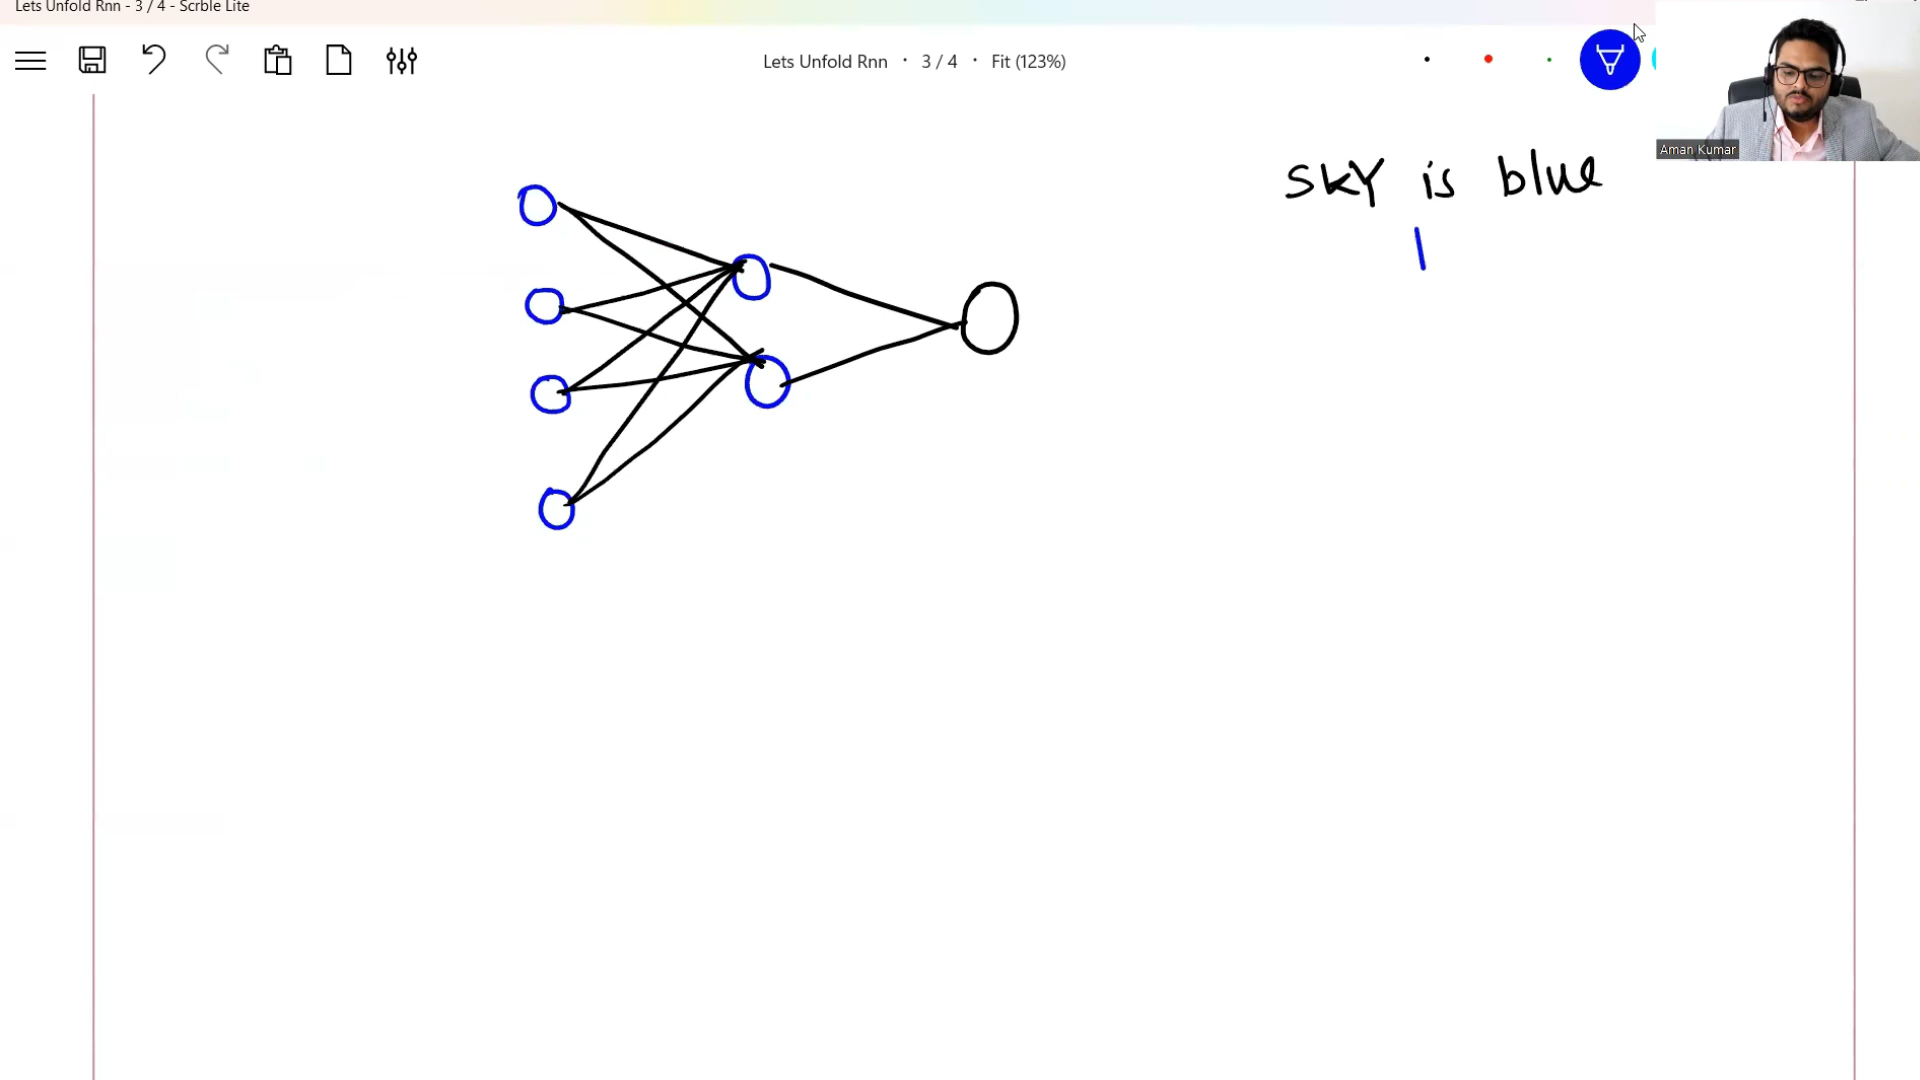 Lets Unfold Rnn - 3 / 4 - Scrble Lite
Lets Unfold Rnn · 3 / 4 · Fit (123%)
Aman Kumar
SKY is blue